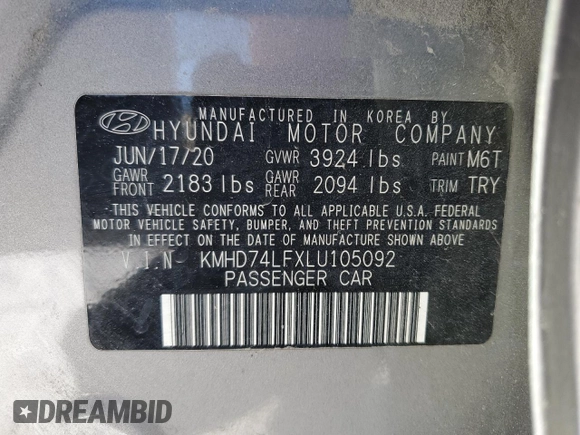 MANUFACTURED IN KOREA BY
HYUNDAI MOTOR COMPANY
JUN/17/20 GVWR 3924 lbs PAINT M6T
GAWR FRONT 2183 lbs GAWR REAR 2094 lbs TRIM TRY
THIS VEHICLE CONFORMS TO ALL APPLICABLE U.S.A. FEDERAL
MOTOR VEHICLE SAFETY, BUMPER, AND THEFT PREVENTION STANDARDS
IN EFFECT ON THE DATE OF MANUFACTURE SHOWN ABOVE.
V.I.N KMHD74LFXLU105092
PASSENGER CAR
DREAMBID